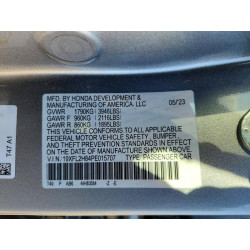 MFD. BY HONDA DEVELOPMENT & 05/23
MANUFACTURING OF AMERICA, LLC
GVWR 1790KG( 3946LBS)
GAWR F 960KG( 2116LBS)
GAWR R 860KG( 1895LBS)
THIS VEHICLE CONFORMS TO ALL APPLICABLE
FEDERAL MOTOR VEHICLE SAFETY, BUMPER, AND
THEFT PREVENTION STANDARDS IN EFFECT ON THE
DATE OF MANUFACTURE SHOWN ABOVE.
V I N : 19XFL2H84PE015707 TYPE: PASSENGER CAR
T47 A1